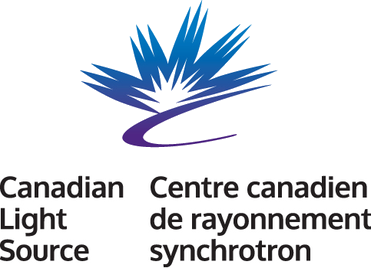 Canadian
Light
Source
Centre canadien
de rayonnement
synchrotron